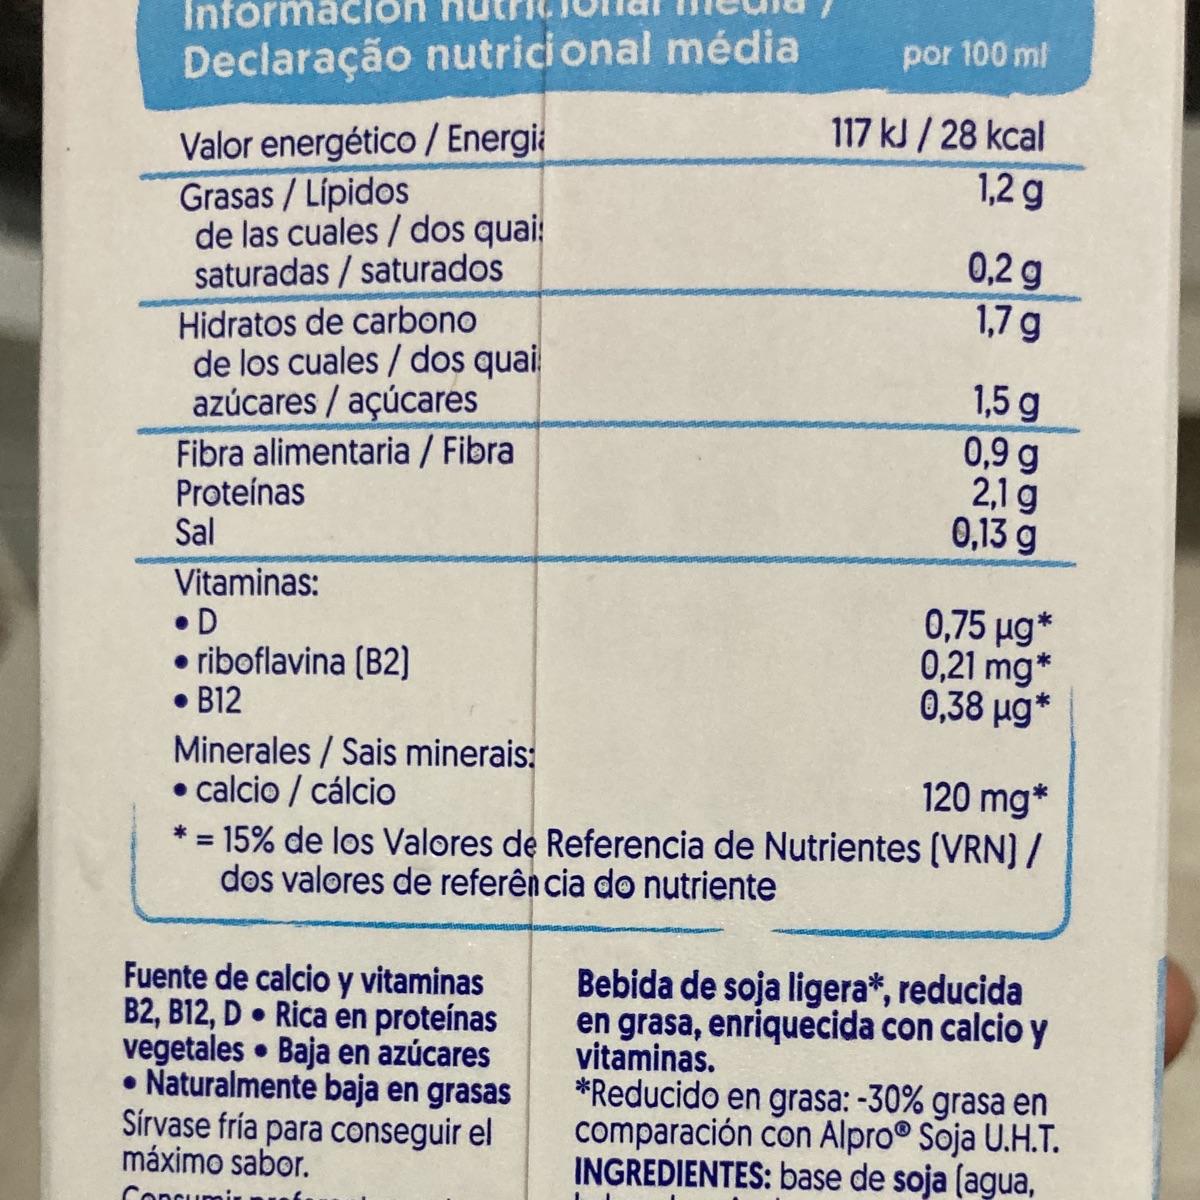 Información nutricional media /
Declaração nutricional média por 100 ml
Valor energético / Energia 117 kJ / 28 kcal
Grasas / Lípidos 1,2 g
de las cuales / dos quais
saturadas / saturados 0,2 g
Hidratos de carbono 1,7 g
de los cuales / dos quais
azúcares / açúcares 1,5 g
Fibra alimentaria / Fibra 0,9 g
Proteínas 2,1 g
Sal 0,13 g
Vitaminas:
• D 0,75 µg*
• riboflavina (B2) 0,21 mg*
• B12 0,38 µg*
Minerales / Sais minerais:
• calcio / cálcio 120 mg*
* = 15% de los Valores de Referencia de Nutrientes (VRN) /
dos valores de referência do nutriente
Fuente de calcio y vitaminas
B2, B12, D • Rica en proteínas
vegetales • Baja en azúcares
• Naturalmente baja en grasas
Sírvase fría para conseguir el
máximo sabor.
Consumir
Bebida de soja ligera*, reducida
en grasa, enriquecida con calcio y
vitaminas.
*Reducido en grasa: -30% grasa en
comparación con Alpro® Soja U.H.T.
INGREDIENTES: base de soja (agua,